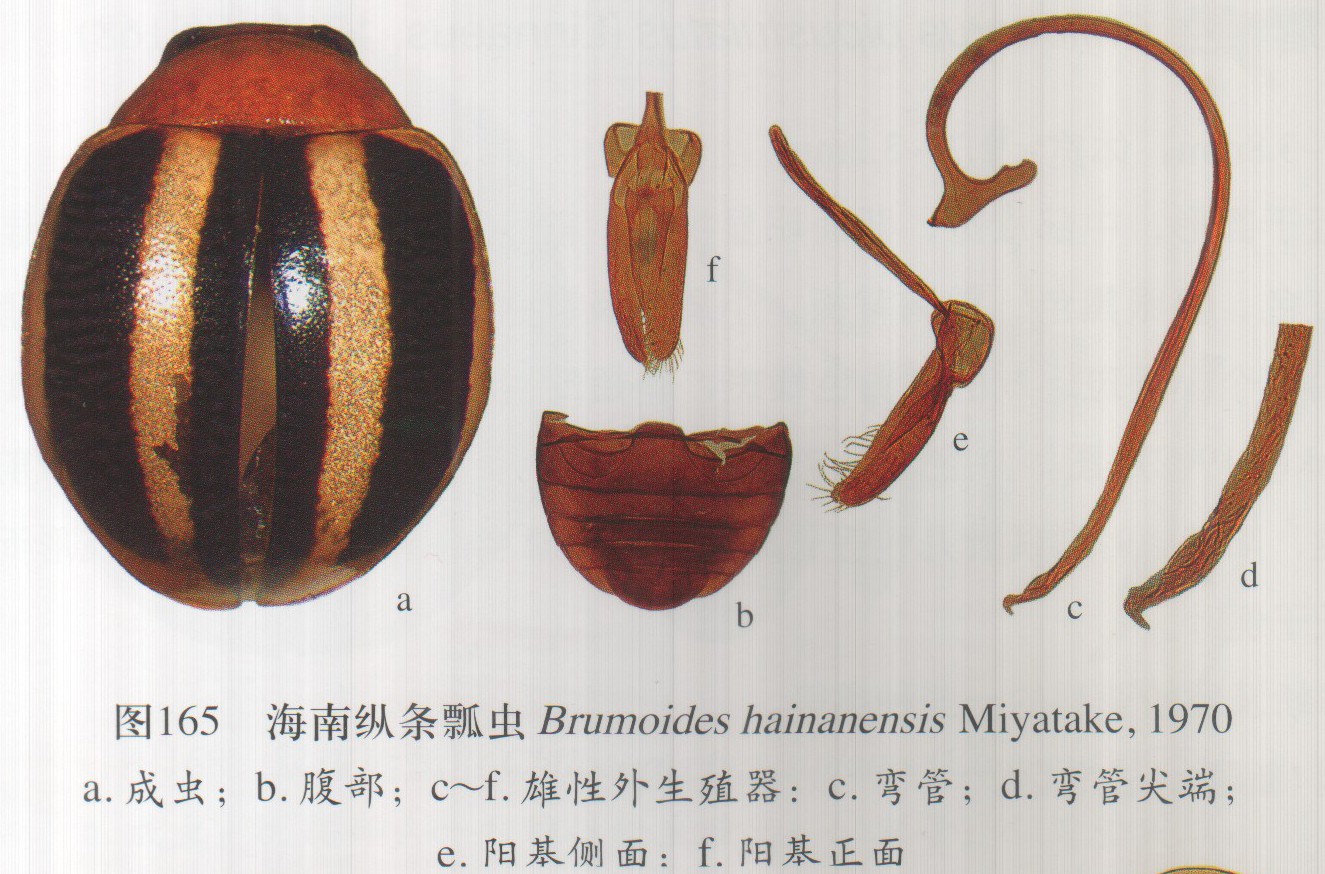 f
e
a
b
c
d
图165 海南纵条瓢虫 Brumoides hainanensis Miyatake, 1970
a. 成虫；b. 腹部；c～f. 雄性外生殖器：c. 弯管；d. 弯管尖端；
e. 阳基侧面：f. 阳基正面